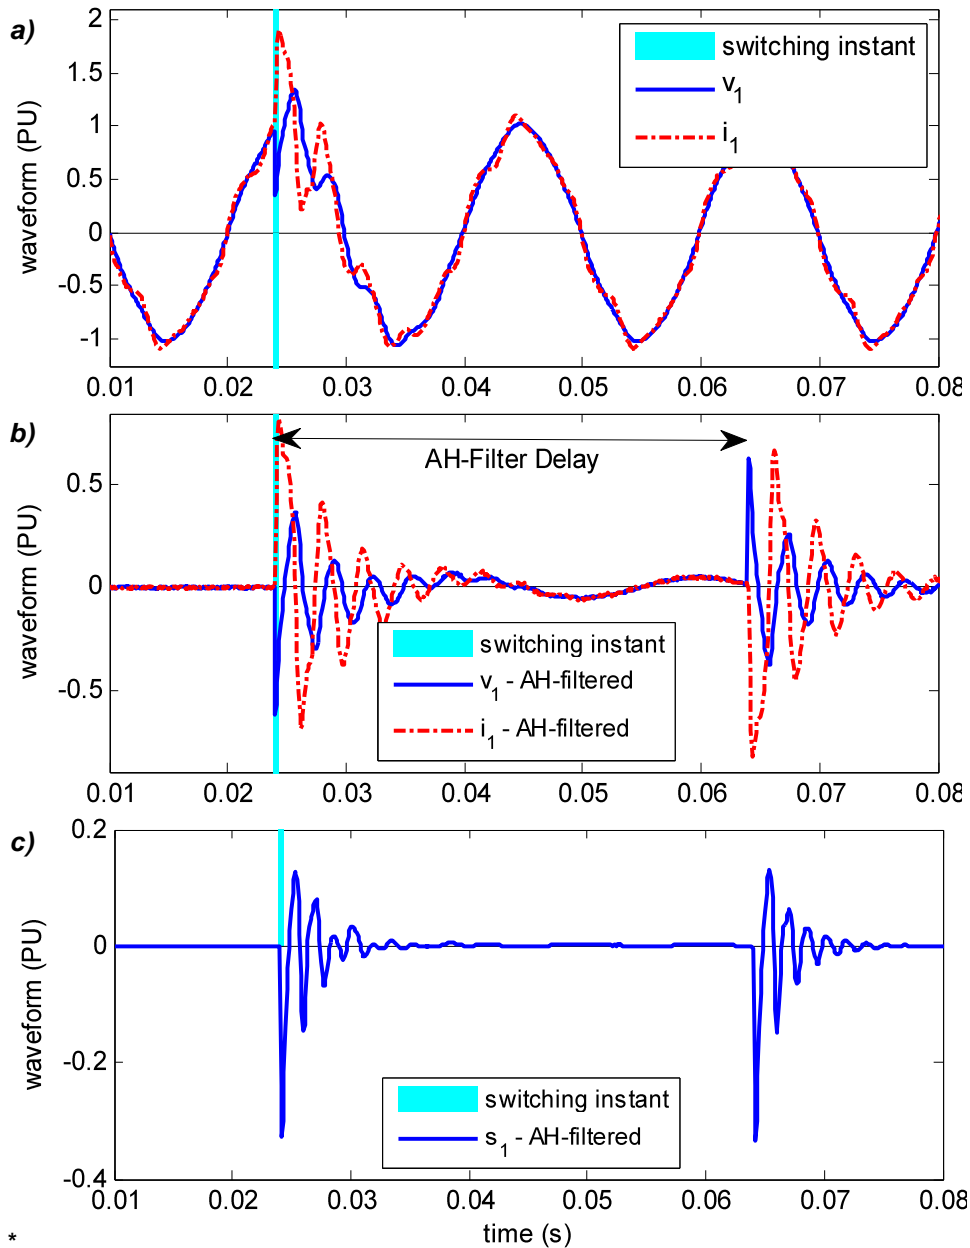 a)
waveform (PU)
2
1.5
1
0.5
0
-0.5
-1
switching instant
v1
i1
0.01 0.02 0.03 0.04 0.05 0.06 0.07 0.08
b)
waveform (PU)
0.5
0
-0.5
AH-Filter Delay
switching instant
v1 - AH-filtered
i1 - AH-filtered
0.01 0.02 0.03 0.04 0.05 0.06 0.07 0.08
c)
waveform (PU)
0.2
0
-0.2
-0.4
switching instant
s1 - AH-filtered
0.01 0.02 0.03 0.04 0.05 0.06 0.07 0.08
time (s)
*